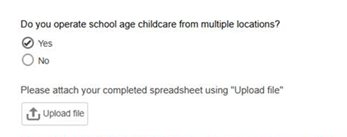 Do you operate school age childcare from multiple locations?
Yes
No
Please attach your completed spreadsheet using "Upload file"
Upload file